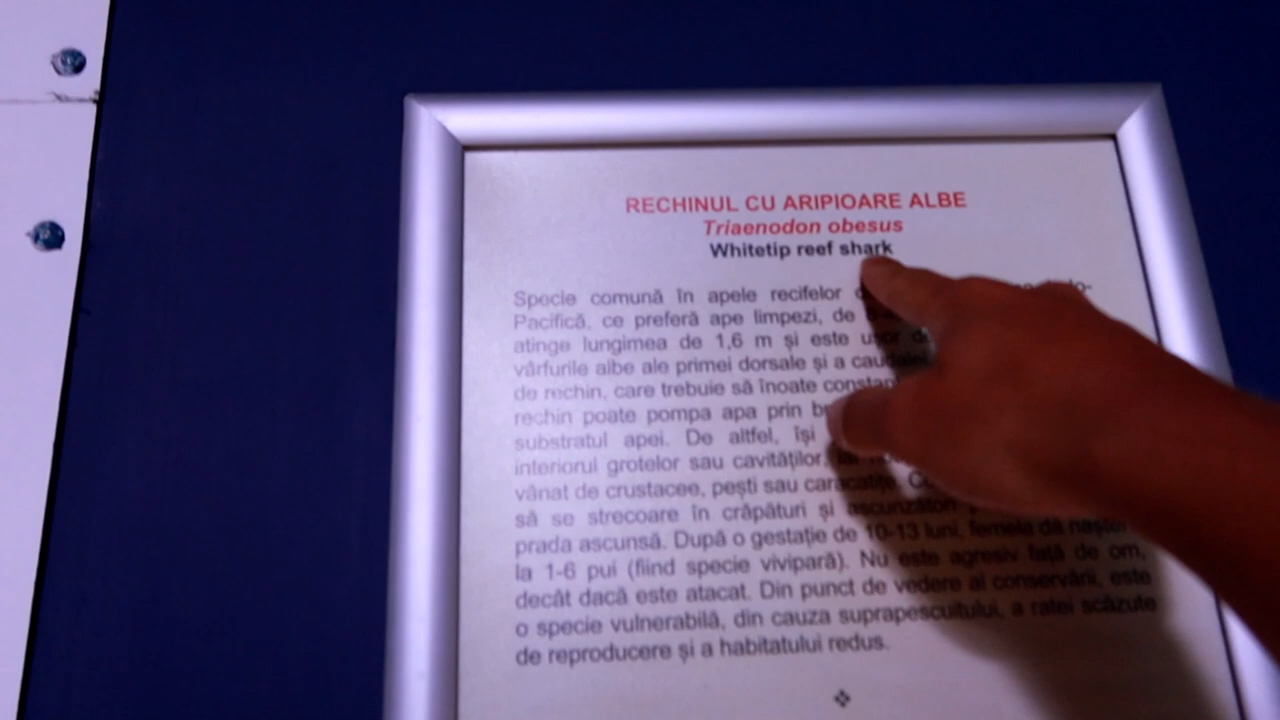 RECHINUL CU ARIPIOARE ALBE
Triaenodon obesus
Whitetip reef shark
Specie comună în apele recifelor
Pacifică, ce preferă ape limpezi, de
atinge lungimea de 1,6 m și este ușor
vârfurile albe ale primei dorsale și a caudalei
de rechin, care trebuie să înoate constant
rechin poate pompa apa prin
substratul apei. De altfel, își
interiorul grotelor sau cavităților,
vânat de crustacee, pești sau caracatițe.
să se strecoare în crăpături și ascunzători
prada ascunsă. După o gestație de 10-13 luni, femela dă naștere
la 1-6 pui (fiind specie vivipară). Nu este agresiv față de om,
decât dacă este atacat. Din punct de vedere al conservării, este
o specie vulnerabilă, din cauza suprapescuitului, a ratei scăzute
de reproducere și a habitatului redus.